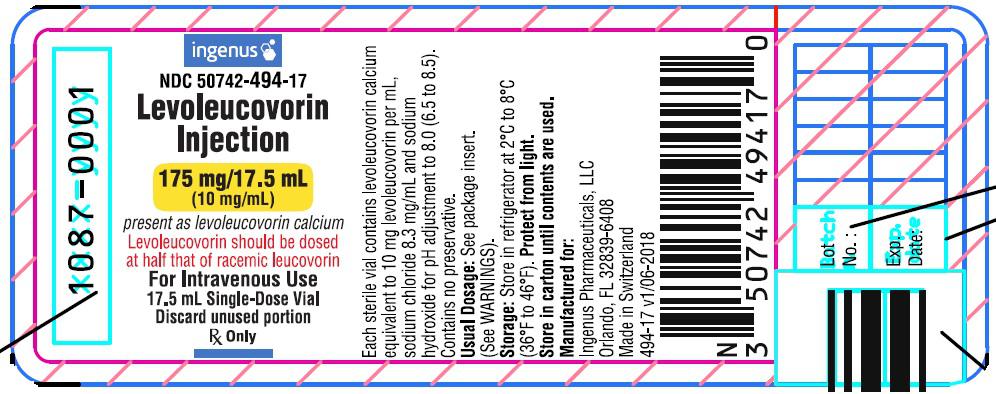 1087-0001
ingenus
NDC 50742-494-17
Levoleucovorin
Injection
175 mg/17.5 mL
(10 mg/mL)
present as levoleucovorin calcium
Levoleucovorin should be dosed
at half that of racemic leucovorin
For Intravenous Use
17.5 mL Single-Dose Vial
Discard unused portion
Rx Only
Each sterile vial contains levoleucovorin calcium
equivalent to 10 mg levoleucovorin per mL,
sodium chloride 8.3 mg/mL and sodium
hydroxide for pH adjustment to 8.0 (6.5 to 8.5).
Contains no preservative.
Usual Dosage: See package insert.
(See WARNINGS).
Storage: Store in refrigerator at 2°C to 8°C
(36°F to 46°F). Protect from light.
Store in carton until contents are used.
Manufactured for:
Ingenus Pharmaceuticals, LLC
Orlando, FL 32839-6408
Made in Switzerland
494-17 v1/06-2018
N
3 50742 49417 0
Lot
No. :
Exp.
Date: